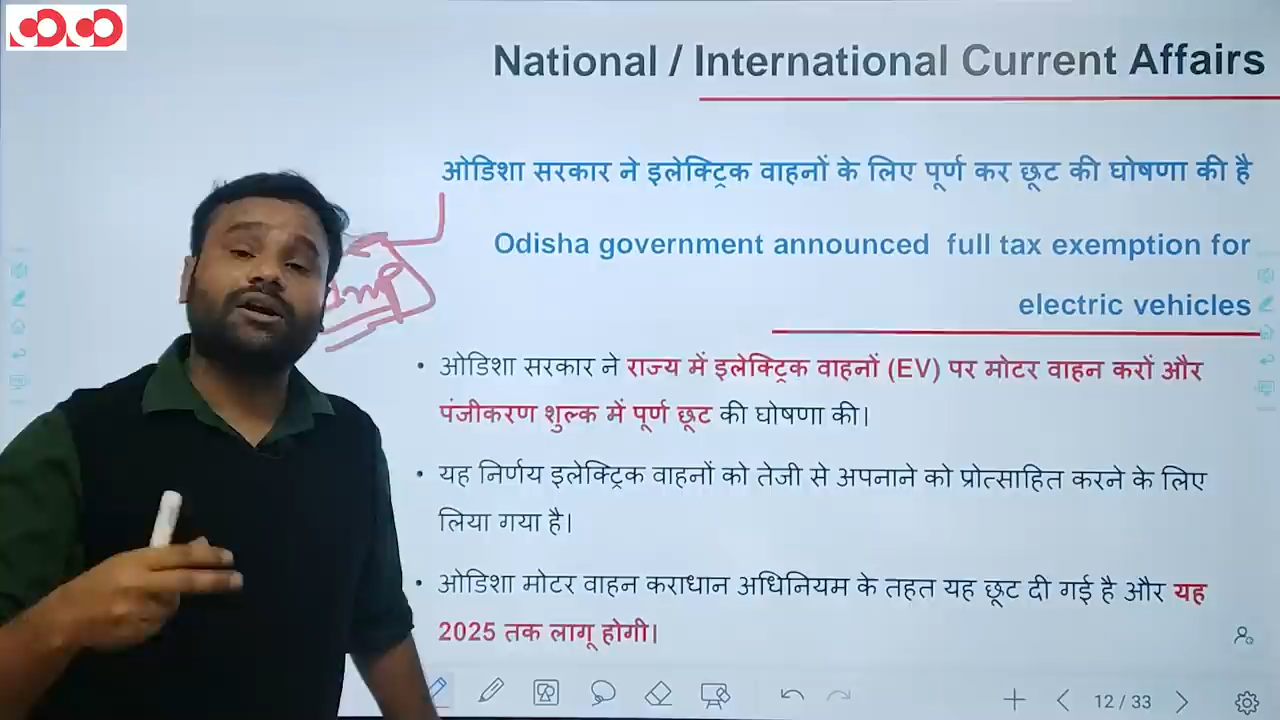 National / International Current Affairs
ओडिशा सरकार ने इलेक्ट्रिक वाहनों के लिए पूर्ण कर छूट की घोषणा की है
Odisha government announced full tax exemption for
electric vehicles
• ओडिशा सरकार ने राज्य में इलेक्ट्रिक वाहनों (EV) पर मोटर वाहन करों और
पंजीकरण शुल्क में पूर्ण छूट की घोषणा की।
• यह निर्णय इलेक्ट्रिक वाहनों को तेजी से अपनाने को प्रोत्साहित करने के लिए
लिया गया है।
• ओडिशा मोटर वाहन कराधान अधिनियम के तहत यह छूट दी गई है और यह
2025 तक लागू होगी।
12 / 33